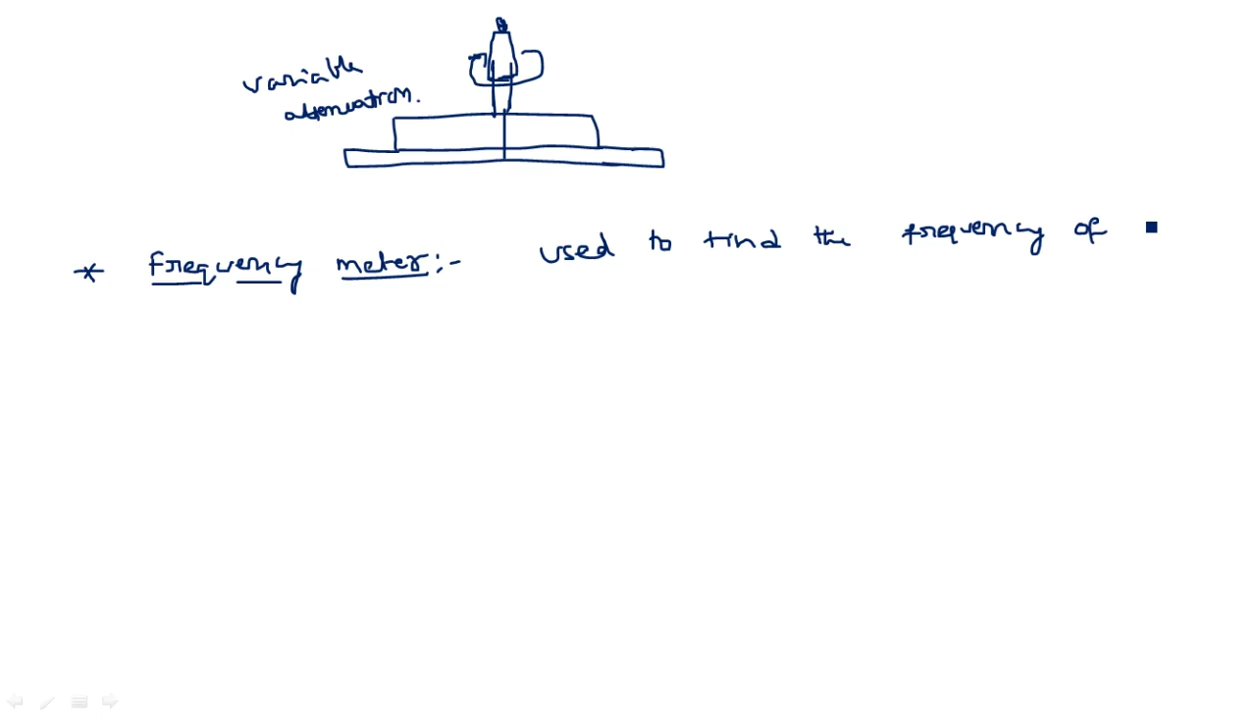 variable
attenuation.
* frequency meter:- used to find the frequency of